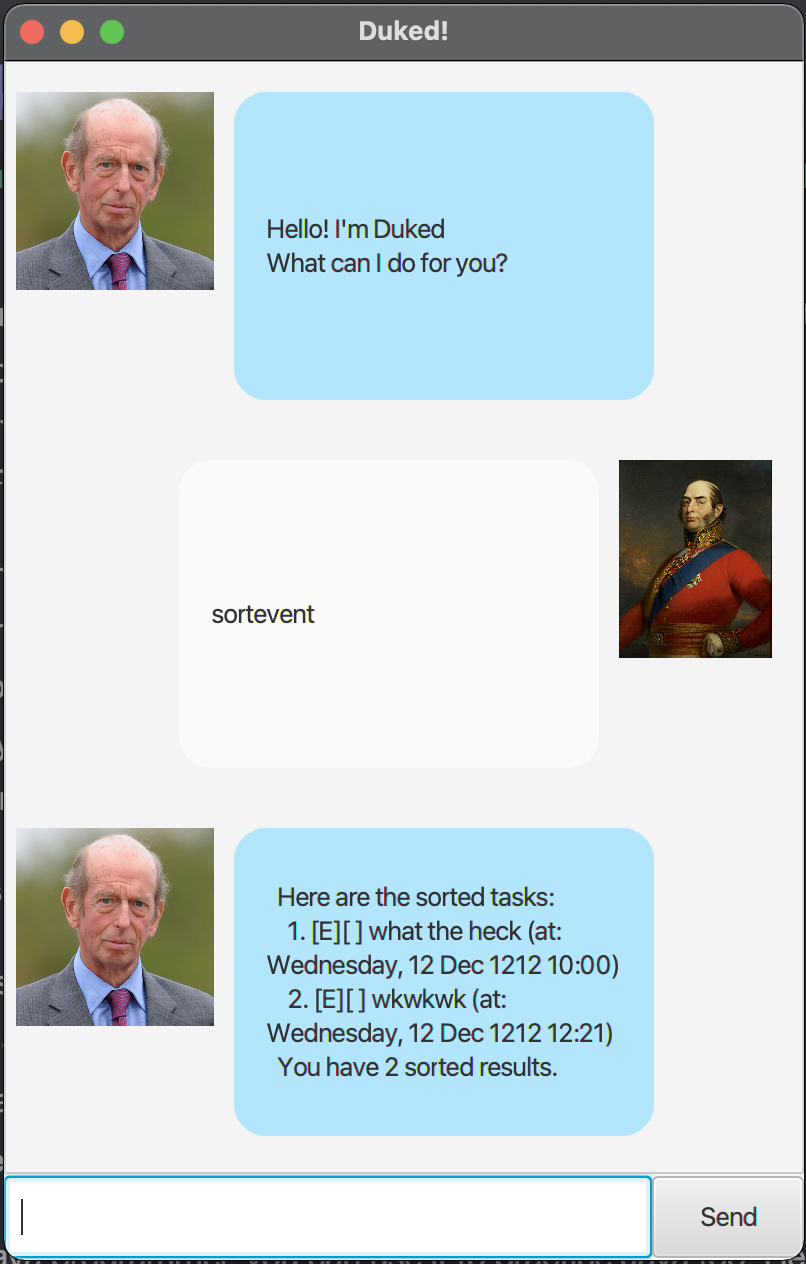 Duked!
Hello! I'm Duked
What can I do for you?
sortevent
Here are the sorted tasks:
1. [E][ ] what the heck (at:
Wednesday, 12 Dec 1212 10:00)
2. [E][ ] wkwkwk (at:
Wednesday, 12 Dec 1212 12:21)
You have 2 sorted results.
Send